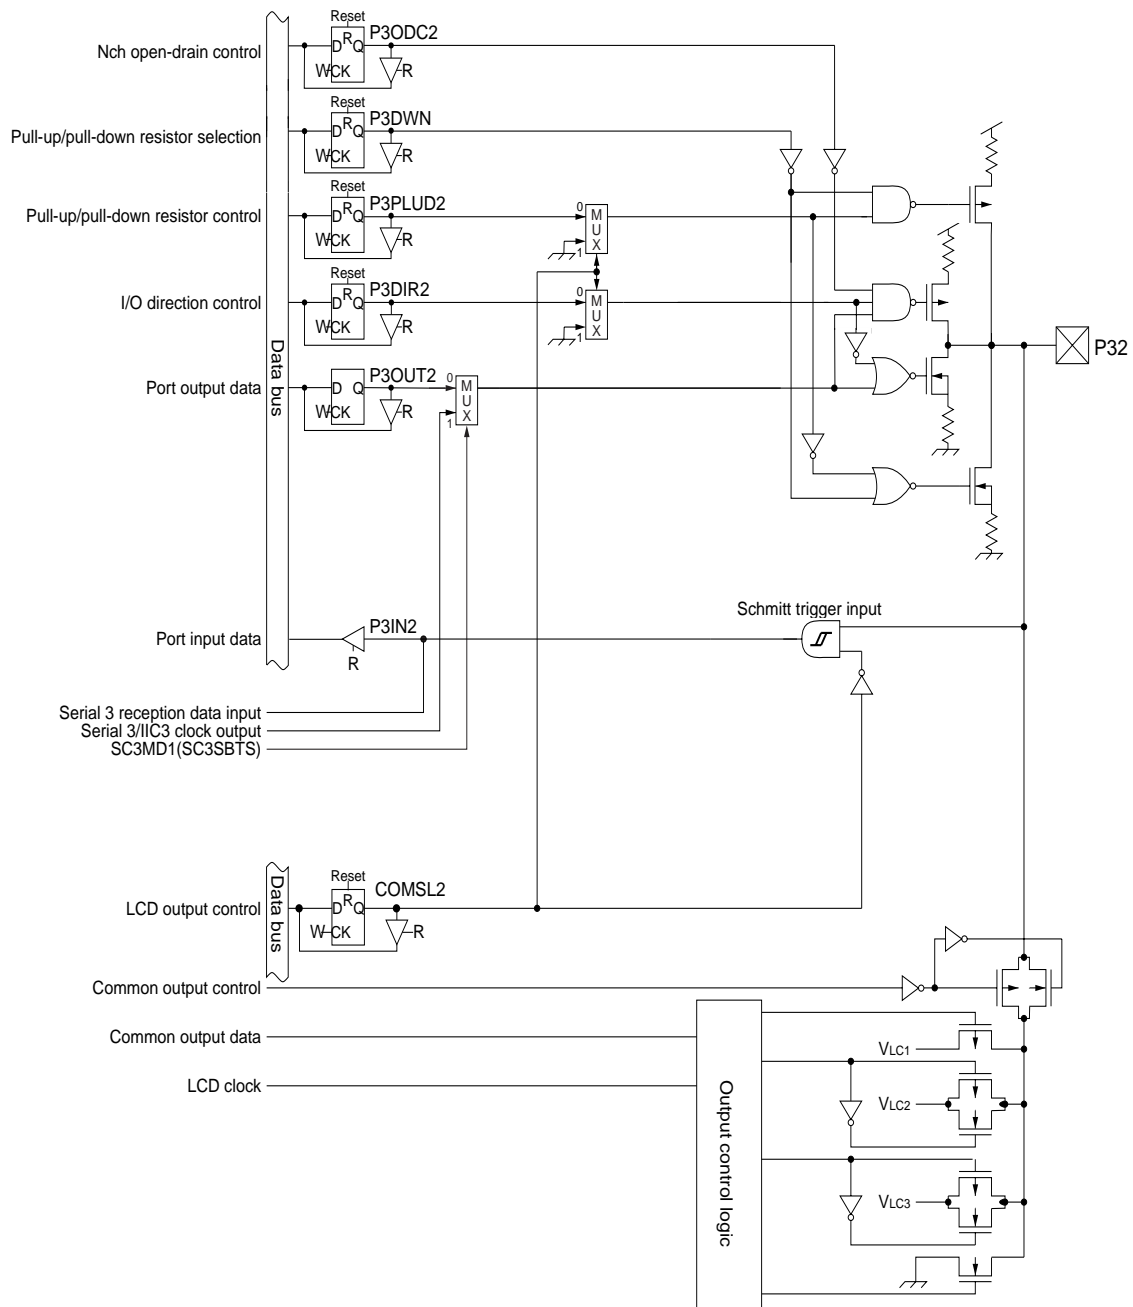 Reset
Nch open-drain control
D R Q
P3ODC2
W CK
R
Reset
Pull-up/pull-down resistor selection
D R Q
P3DWN
W CK
R
Reset
Pull-up/pull-down resistor control
D R Q
P3PLUD2
W CK
R
0
MUX
1
Reset
I/O direction control
D R Q
P3DIR2
W CK
R
0
MUX
1
Data bus
P32
Port output data
D Q
P3OUT2
W CK
R
0
MUX
1
Schmitt trigger input
Port input data
P3IN2
R
Serial 3 reception data input
Serial 3/IIC3 clock output
SC3MD1(SC3SBTS)
Reset
LCD output control
Data bus
D R Q
COMSL2
W CK
R
Common output control
Common output data
LCD clock
Output control logic
VLC1
VLC2
VLC3